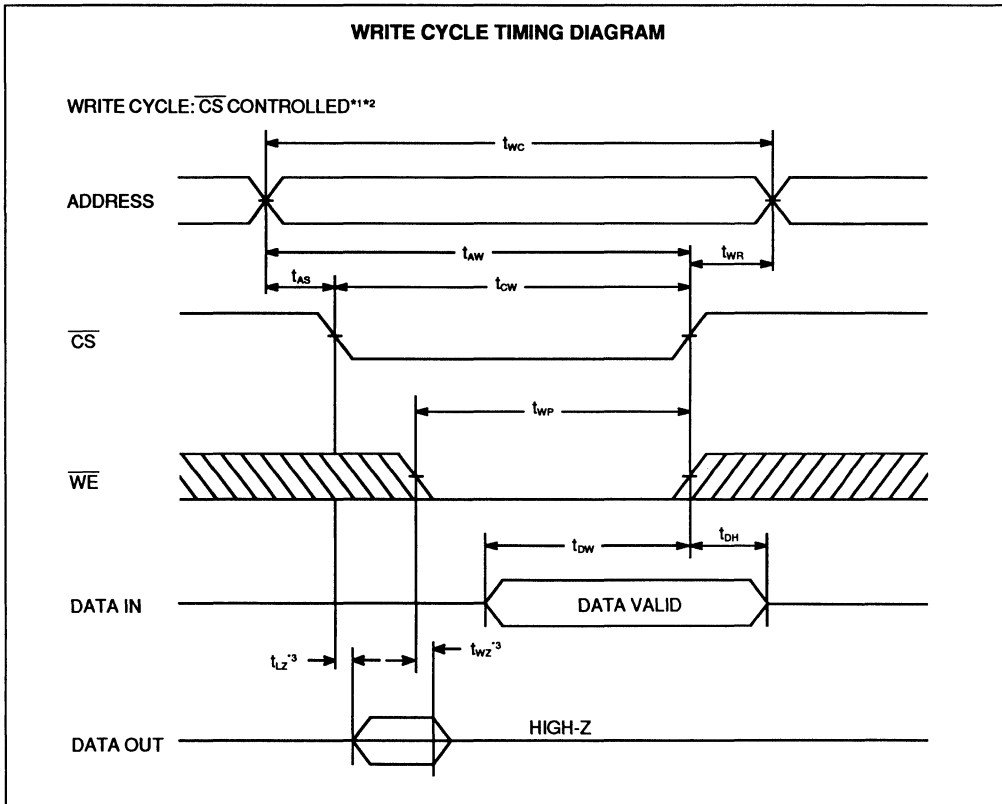 WRITE CYCLE TIMING DIAGRAM
WRITE CYCLE: CS CONTROLLED*1*2
tWC
ADDRESS
tAW
tWR
tAS
tCW
CS
tWP
WE
tDW
tDH
DATA IN
DATA VALID
tLZ*3
tWZ*3
DATA OUT
HIGH-Z